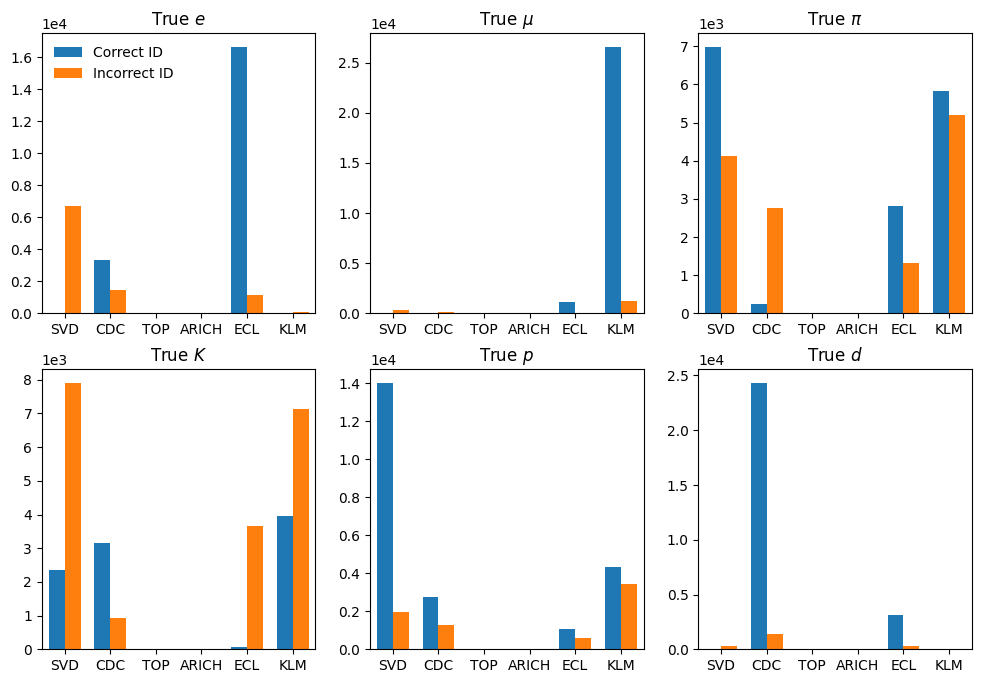 True e
1e4
Correct ID
Incorrect ID
1.6
1.4
1.2
1.0
0.8
0.6
0.4
0.2
0.0
SVD CDC TOP ARICH ECL KLM
True μ
1e4
2.5
2.0
1.5
1.0
0.5
0.0
SVD CDC TOP ARICH ECL KLM
True π
1e3
7
6
5
4
3
2
1
0
SVD CDC TOP ARICH ECL KLM
True K
1e3
8
7
6
5
4
3
2
1
0
SVD CDC TOP ARICH ECL KLM
True p
1e4
1.4
1.2
1.0
0.8
0.6
0.4
0.2
0.0
SVD CDC TOP ARICH ECL KLM
True d
1e4
2.5
2.0
1.5
1.0
0.5
0.0
SVD CDC TOP ARICH ECL KLM